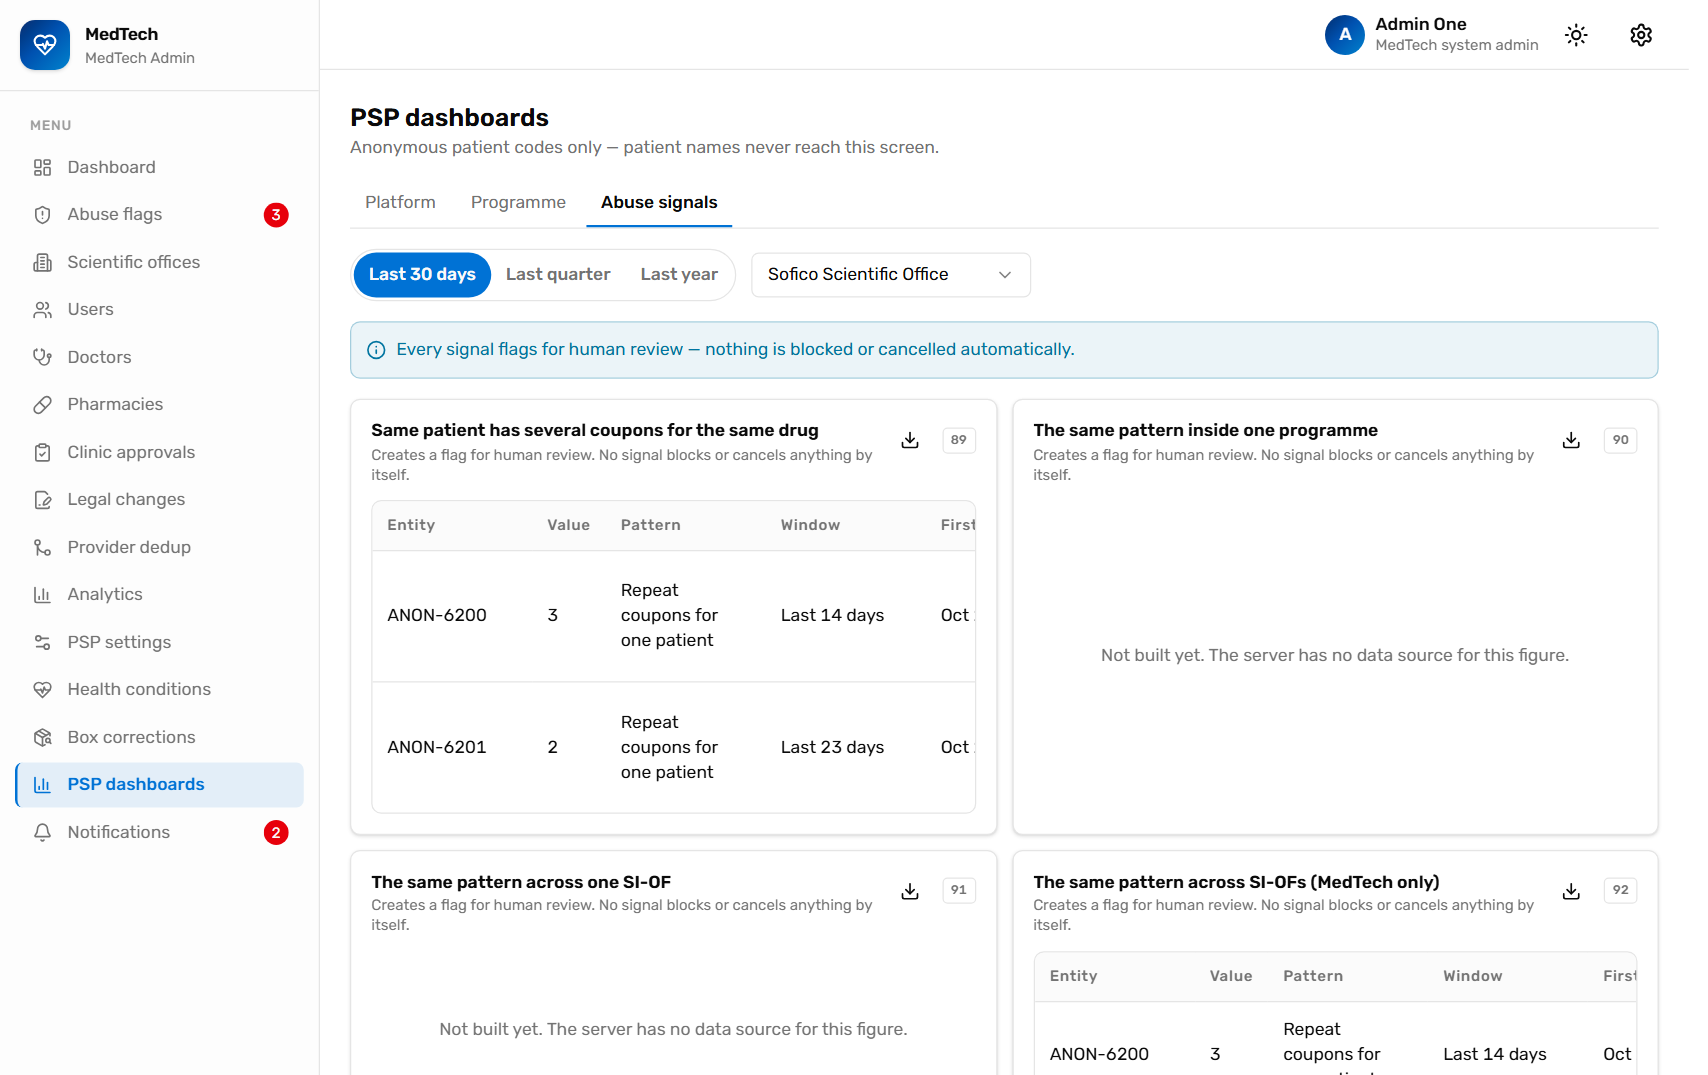 MedTech
MedTech Admin
A
Admin One
MedTech system admin
MENU
Dashboard
Abuse flags 3
Scientific offices
Users
Doctors
Pharmacies
Clinic approvals
Legal changes
Provider dedup
Analytics
PSP settings
Health conditions
Box corrections
PSP dashboards
Notifications 2
PSP dashboards
Anonymous patient codes only — patient names never reach this screen.
Platform Programme Abuse signals
Last 30 days Last quarter Last year Sofico Scientific Office
Every signal flags for human review — nothing is blocked or cancelled automatically.
Same patient has several coupons for the same drug 89
Creates a flag for human review. No signal blocks or cancels anything by
itself.
Entity Value Pattern Window First
ANON-6200 3 Repeat
coupons for
one patient Last 14 days Oct
ANON-6201 2 Repeat
coupons for
one patient Last 23 days Oct
The same pattern inside one programme 90
Creates a flag for human review. No signal blocks or cancels anything by
itself.
Not built yet. The server has no data source for this figure.
The same pattern across one SI-OF 91
Creates a flag for human review. No signal blocks or cancels anything by
itself.
Not built yet. The server has no data source for this figure.
The same pattern across SI-OFs (MedTech only) 92
Creates a flag for human review. No signal blocks or cancels anything by
itself.
Entity Value Pattern Window First
ANON-6200 3 Repeat
coupons for
Last 14 days Oct